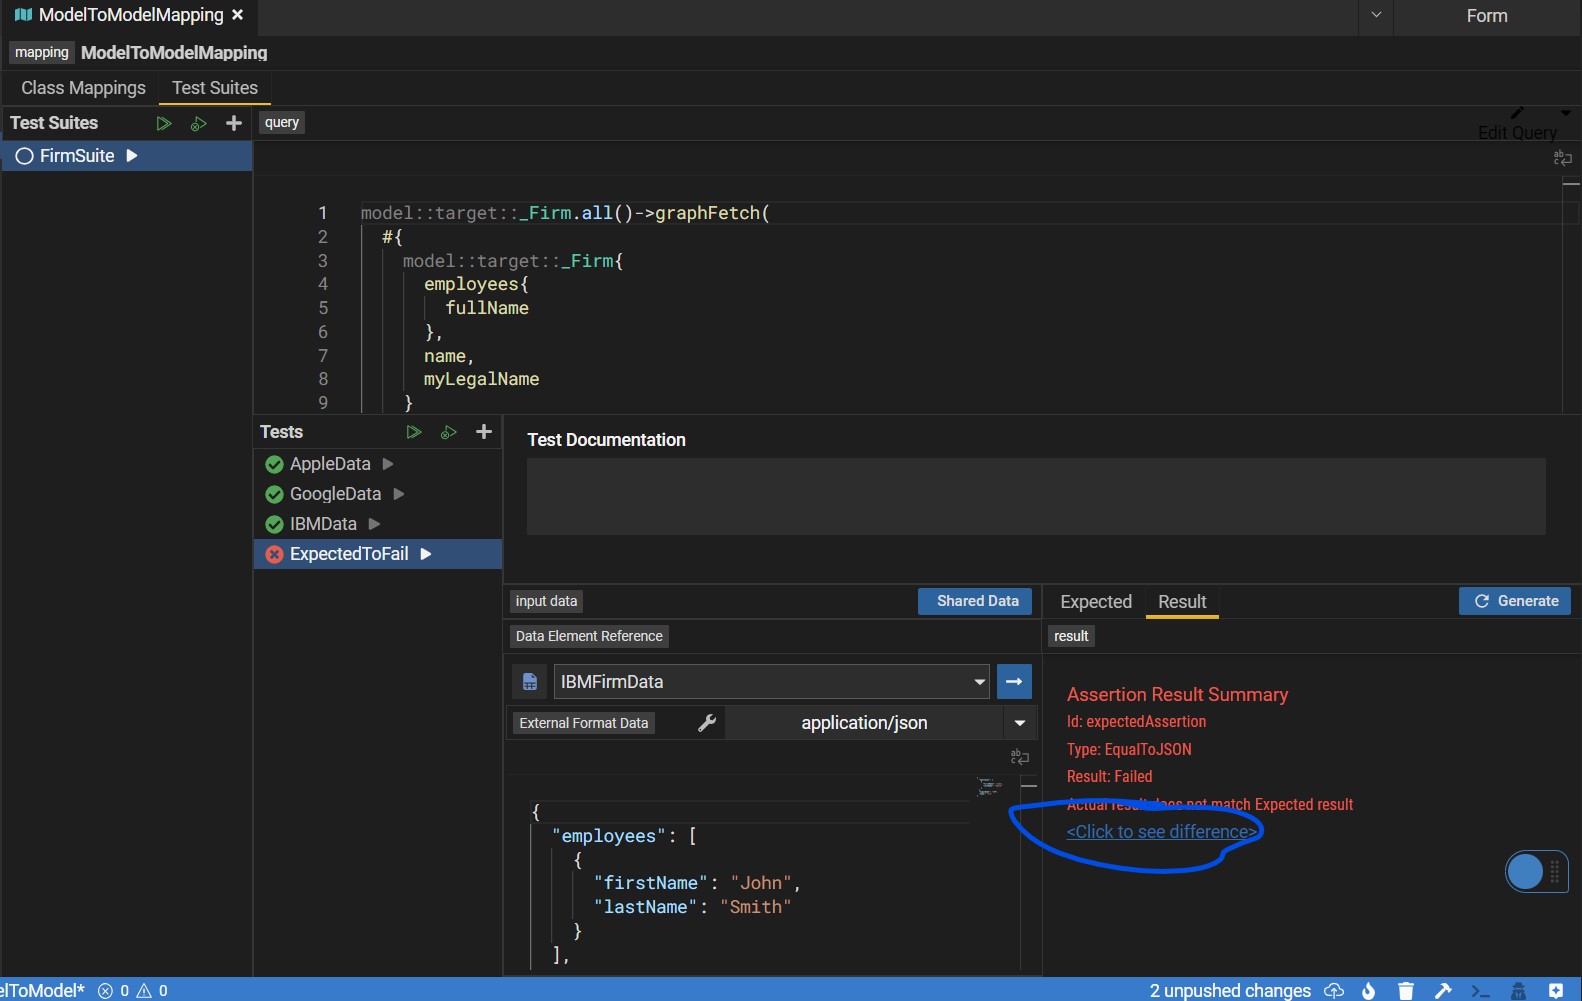 ModelToModelMapping ×
Form
mapping ModelToModelMapping
Class Mappings Test Suites
Test Suites
query
Edit Query
FirmSuite
1 model::target::_Firm.all()->graphFetch(
2 #{
3 model::target::_Firm{
4 employees{
5 fullName
6 },
7 name,
8 myLegalName
9 }
Tests
AppleData
GoogleData
IBMData
ExpectedToFail
Test Documentation
input data
Shared Data
Data Element Reference
IBMFirmData
External Format Data
application/json
{
"employees": [
{
"firstName": "John",
"lastName": "Smith"
}
],
Expected Result
Generate
result
Assertion Result Summary
Id: expectedAssertion
Type: EqualToJSON
Result: Failed
Actual result does not match Expected result
<Click to see difference>
elToModel* 0 0
2 unpushed changes